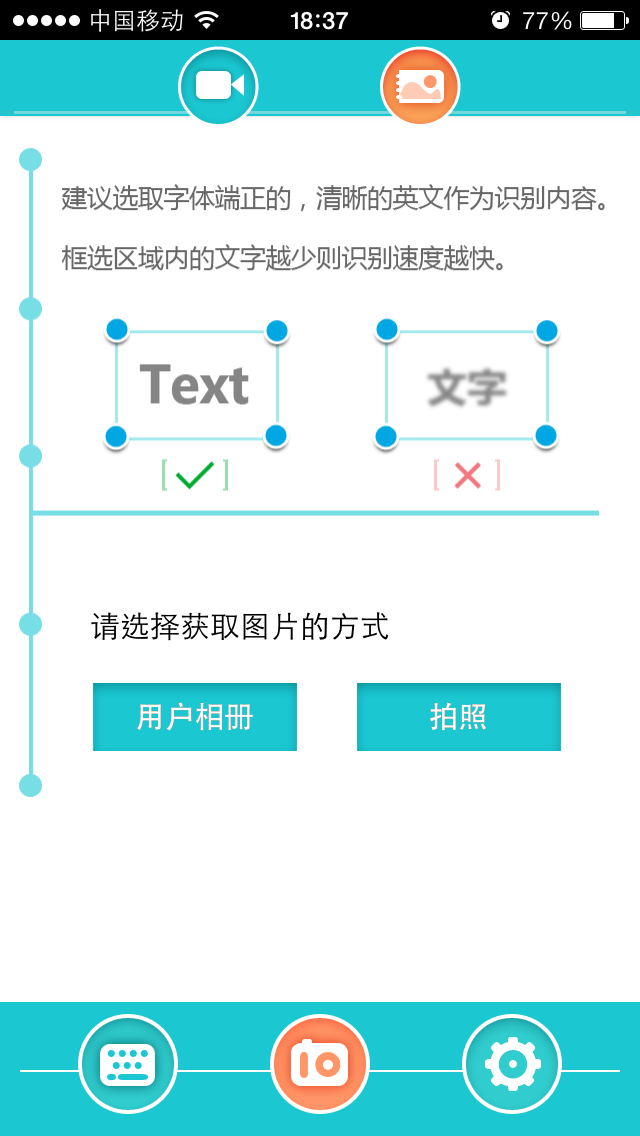 中国移动 18:37 77%
建议选取字体端正的，清晰的英文作为识别内容。
框选区域内的文字越少则识别速度越快。
Text 文字
请选择获取图片的方式
用户相册 拍照